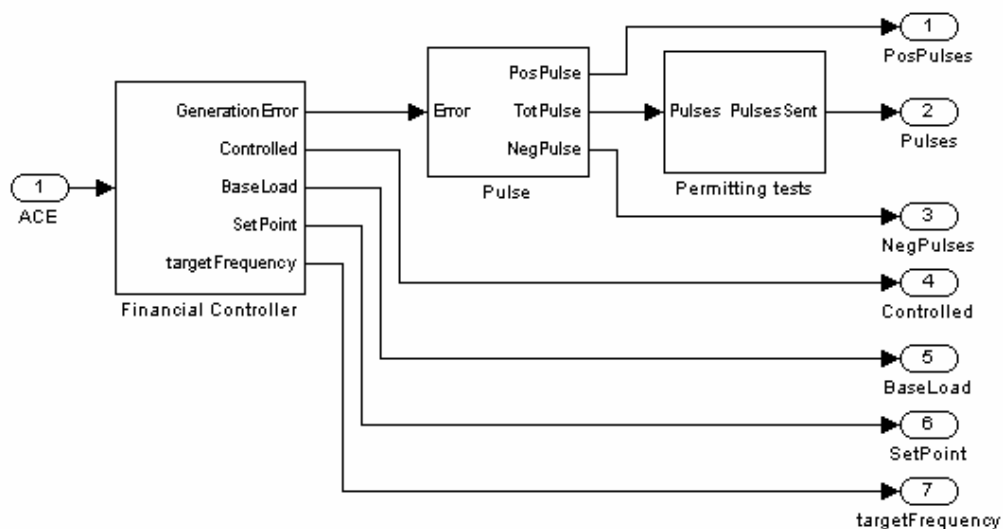 1
PosPulses
PosPulse
GenerationError
Error
TotPulse
Pulses
PulsesSent
2
Pulses
Controlled
NegPulse
1
ACE
BaseLoad
Pulse
Permitting tests
3
NegPulses
SetPoint
targetFrequency
Financial Controller
4
Controlled
5
BaseLoad
6
SetPoint
7
targetFrequency